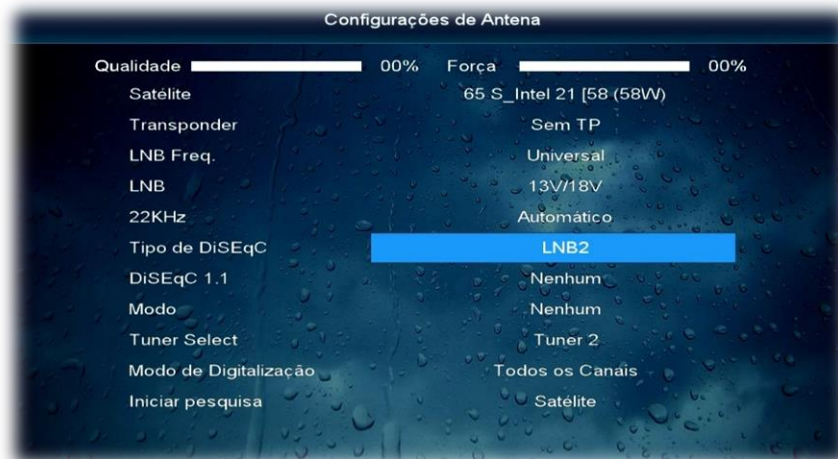 Configurações de Antena
Qualidade 00% Força 00%
Satélite 65 S_Intel 21 [58 (58W)
Transponder Sem TP
LNB Freq. Universal
LNB 13V/18V
22KHz Automático
Tipo de DiSEqC LNB2
DiSEqC 1.1 Nenhum
Modo Nenhum
Tuner Select Tuner 2
Modo de Digitalização Todos os Canais
Iniciar pesquisa Satélite